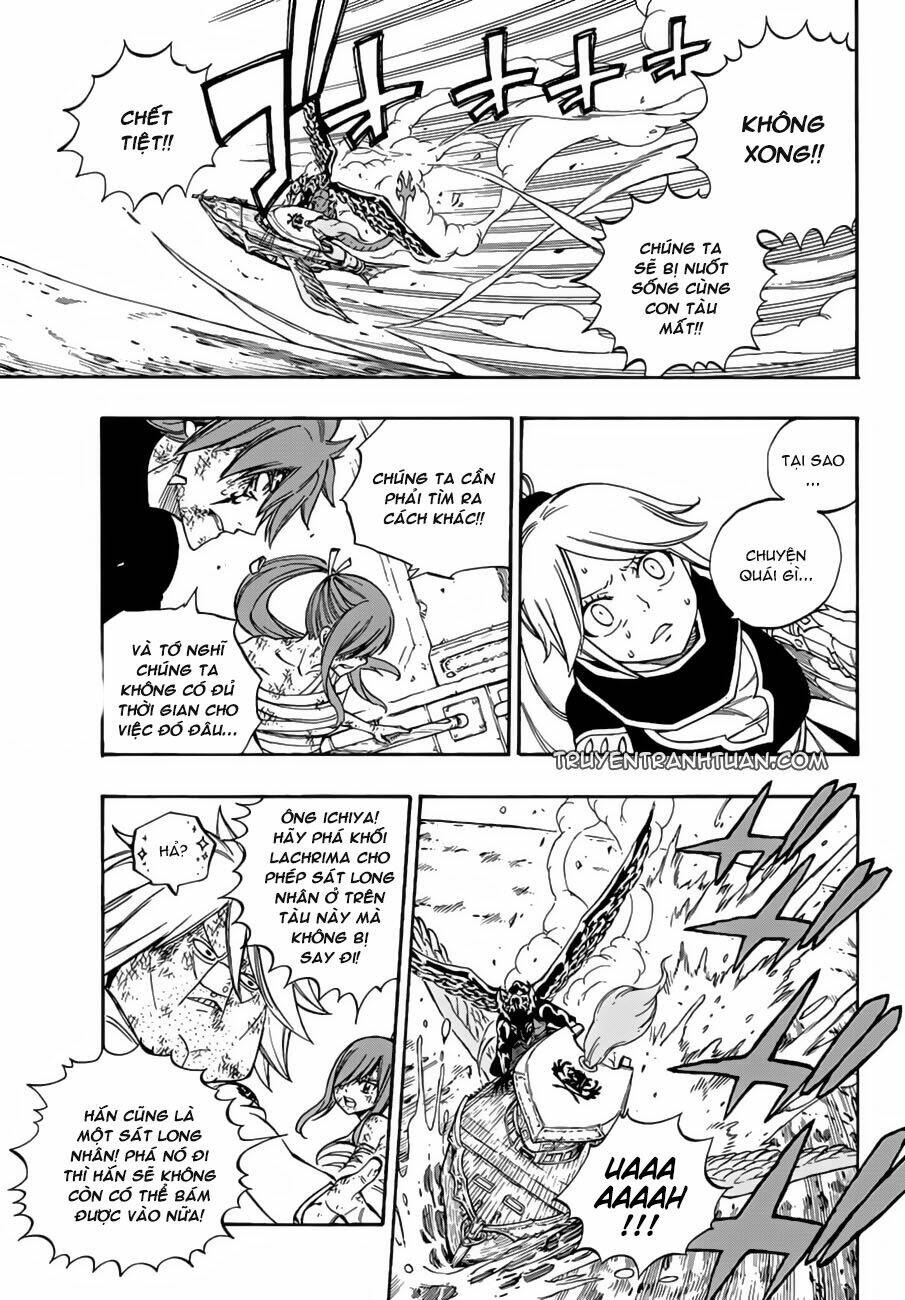 KHÔNG
XONG!!
CHẾT
TIỆT!!
CHÚNG TA
SẼ BỊ NUỐT
SỐNG CÙNG
CON TÀU
MẤT!!
TẠI SAO
...
CHUYỆN
QUÁI GÌ...
CHÚNG TA CẦN
PHẢI TÌM RA
CÁCH KHÁC!!
VÀ TỚ NGHĨ
CHÚNG TA
KHÔNG CÓ ĐỦ
THỜI GIAN CHO
VIỆC ĐÓ ĐÂU...
TRUYENTRANHTUAN.COM
UAAA
AAAAH
!!!
ÔNG ICHIYA!
HÃY PHÁ KHỐI
LACHRIMA CHO
PHÉP SÁT LONG
NHÂN Ở TRÊN
TÀU NÀY MÀ
KHÔNG BỊ
SAY ĐI!
HẢ?
HẮN CŨNG LÀ
MỘT SÁT LONG
NHÂN! PHÁ NÓ ĐI
THÌ HẮN SẼ KHÔNG
CÒN CÓ THỂ BÁM
ĐƯỢC VÀO NỮA!